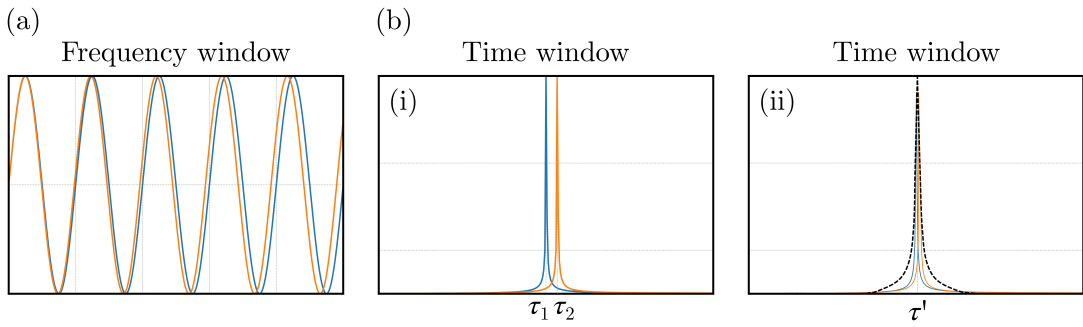 (a)
Frequency window
(b)
Time window
(i)
τ₁ τ₂
Time window
(ii)
τ'